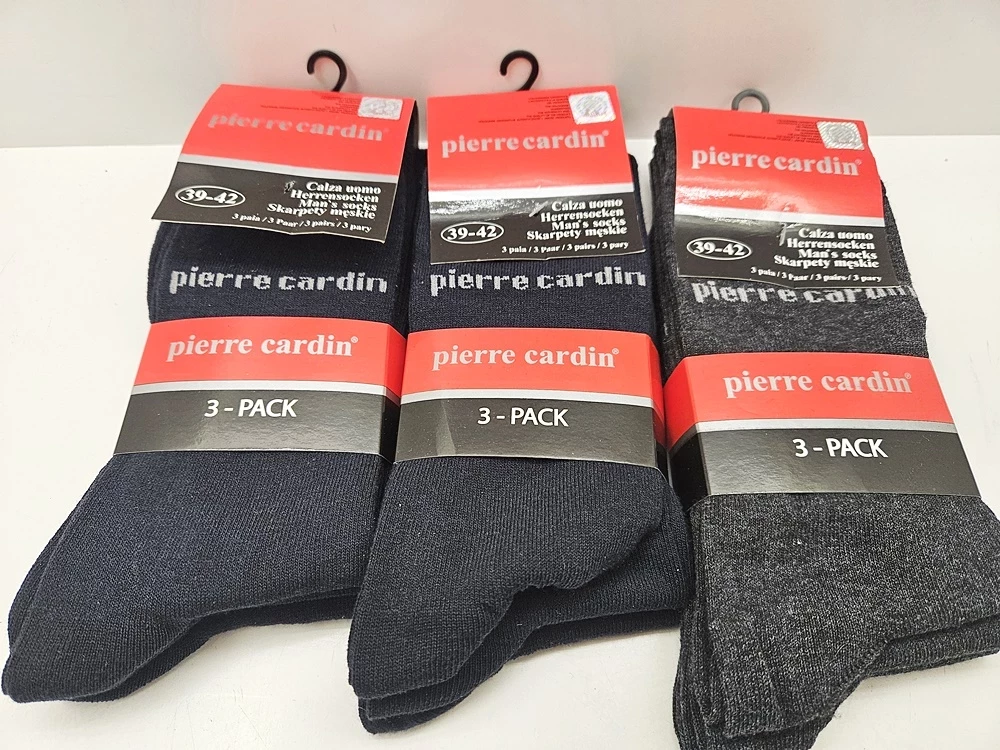 pierre cardin
39-42
Calza uomo
Herrensocken
Man's socks
Skarpety męskie
3 paia / 3 Paar / 3 pairs / 3 pary
pierre cardin
pierre cardin
3 - PACK
pierre cardin
39-42
Calza uomo
Herrensocken
Man's socks
Skarpety męskie
3 paia / 3 Paar / 3 pairs / 3 pary
pierre cardin
pierre cardin
3 - PACK
pierre cardin
39-42
Calza uomo
Herrensocken
Man's socks
Skarpety męskie
3 paia / 3 Paar / 3 pairs / 3 pary
pierre cardin
pierre cardin
3 - PACK